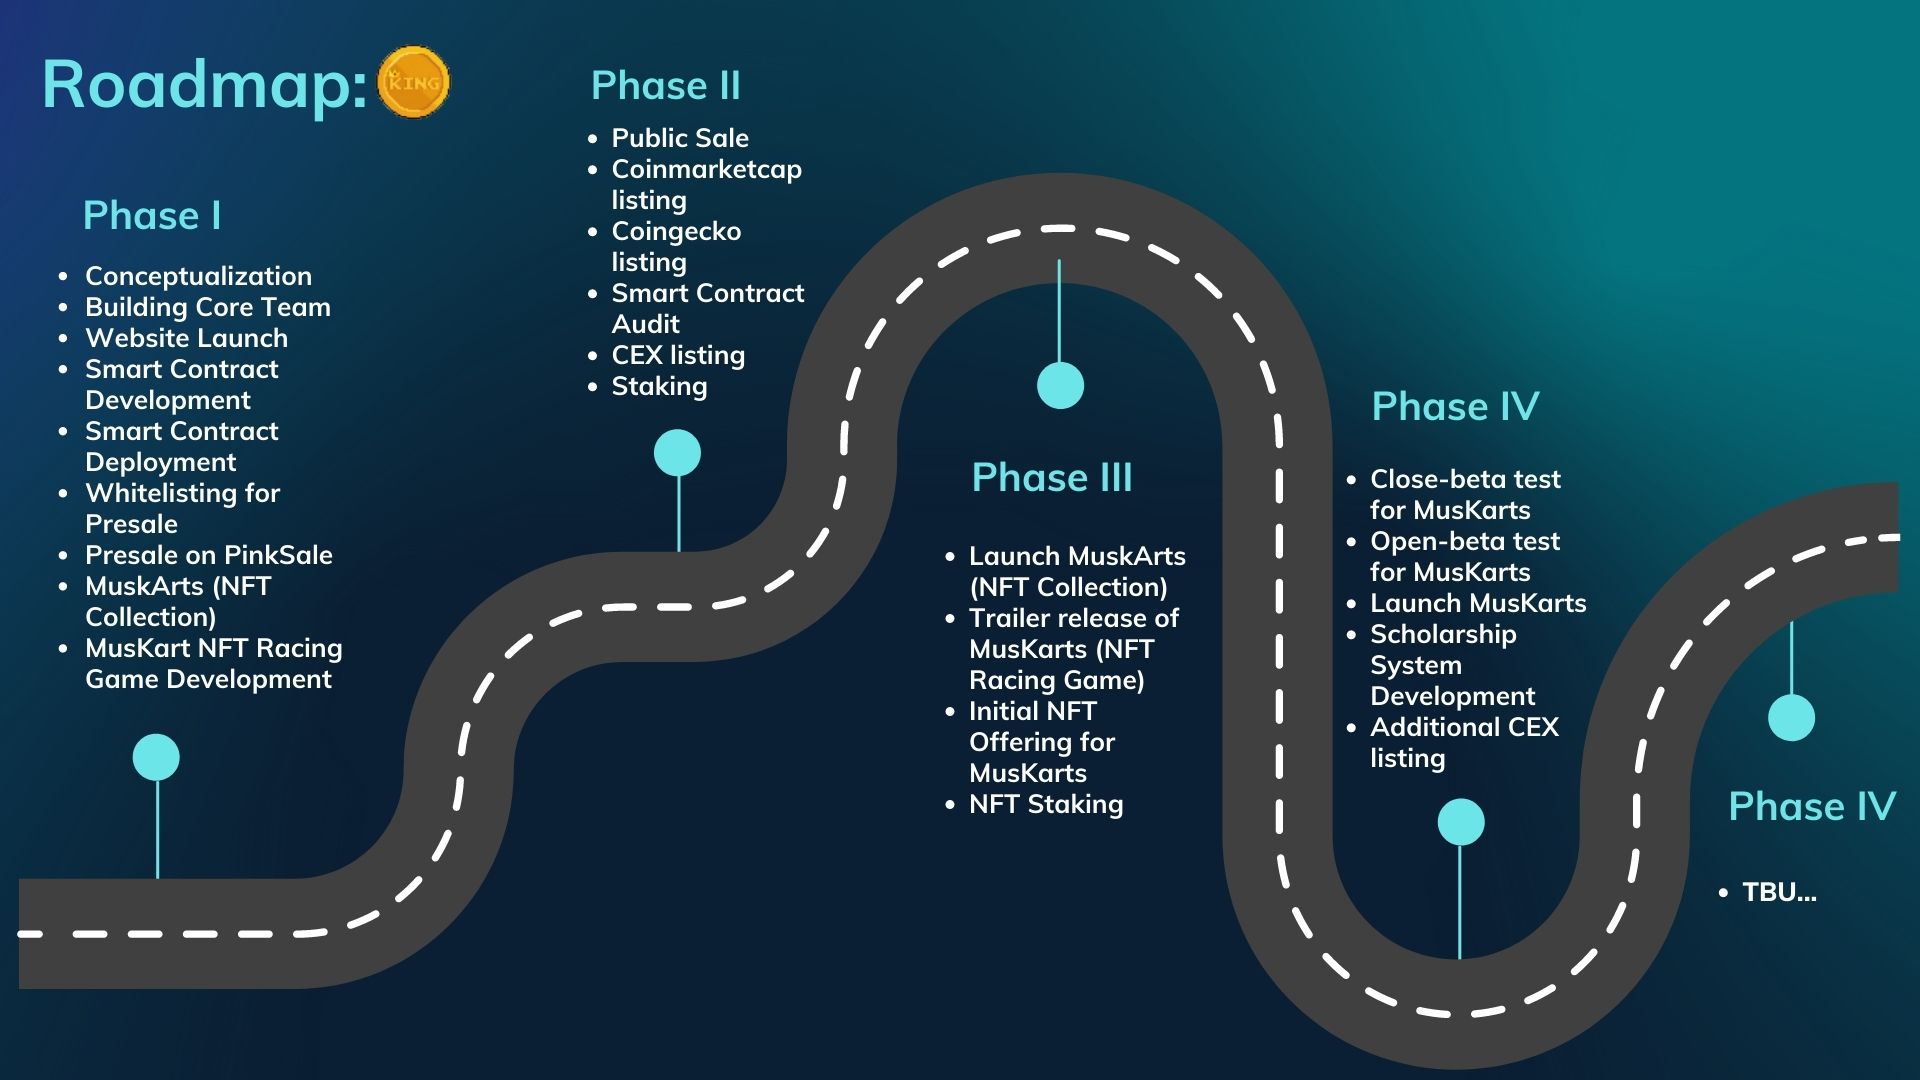 Roadmap:
KING
Phase I
• Conceptualization
• Building Core Team
• Website Launch
• Smart Contract
Development
• Smart Contract
Deployment
• Whitelisting for
Presale
• Presale on PinkSale
• MuskArts (NFT
Collection)
• MusKart NFT Racing
Game Development
Phase II
• Public Sale
• Coinmarketcap
listing
• Coingecko
listing
• Smart Contract
Audit
• CEX listing
• Staking
Phase III
• Launch MuskArts
(NFT Collection)
• Trailer release of
MusKarts (NFT
Racing Game)
• Initial NFT
Offering for
MusKarts
• NFT Staking
Phase IV
• Close-beta test
for MusKarts
• Open-beta test
for MusKarts
• Launch MusKarts
• Scholarship
System
Development
• Additional CEX
listing
Phase IV
• TBU...